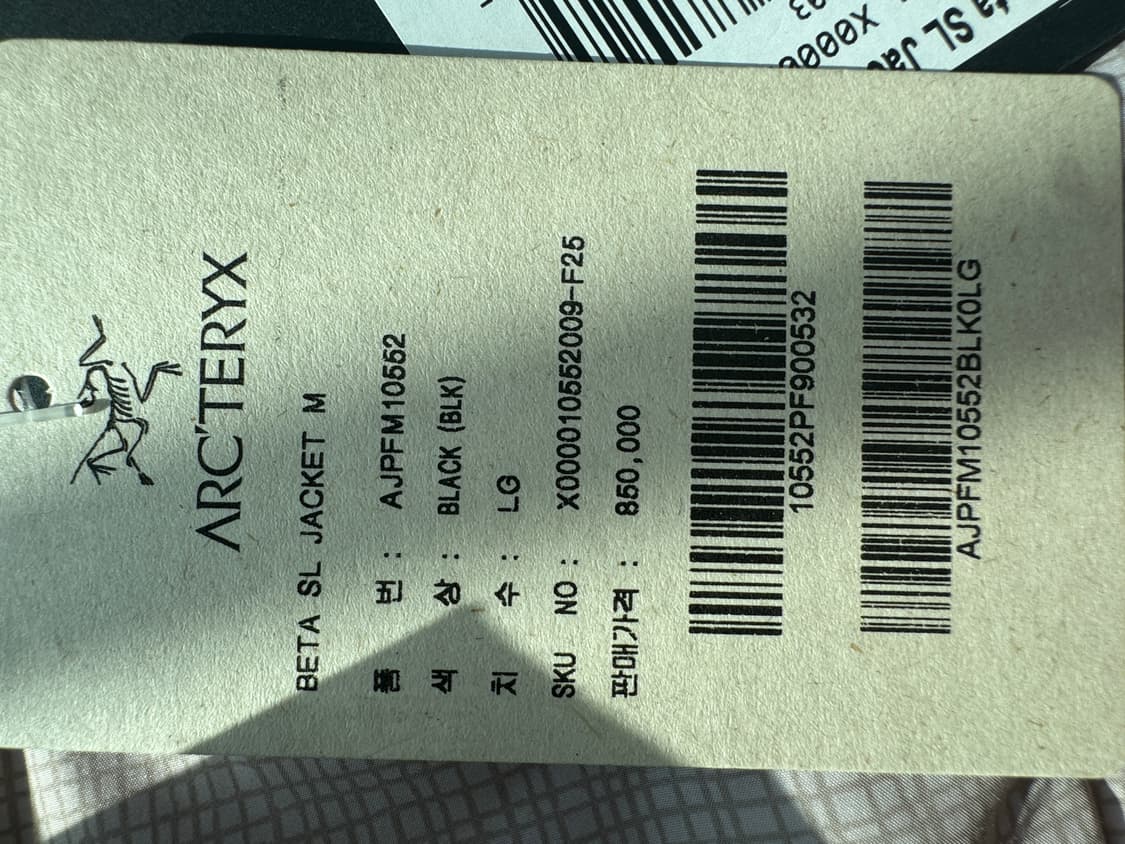 ARC'TERYX
BETA SL JACKET M
품 번 : AJPFM10552
색 상 : BLACK (BLK)
치 수 : LG
SKU NO : X000010552009-F25
판매가격 : 850,000
10552PF900532
AJPFM10552BLK0LG
SL